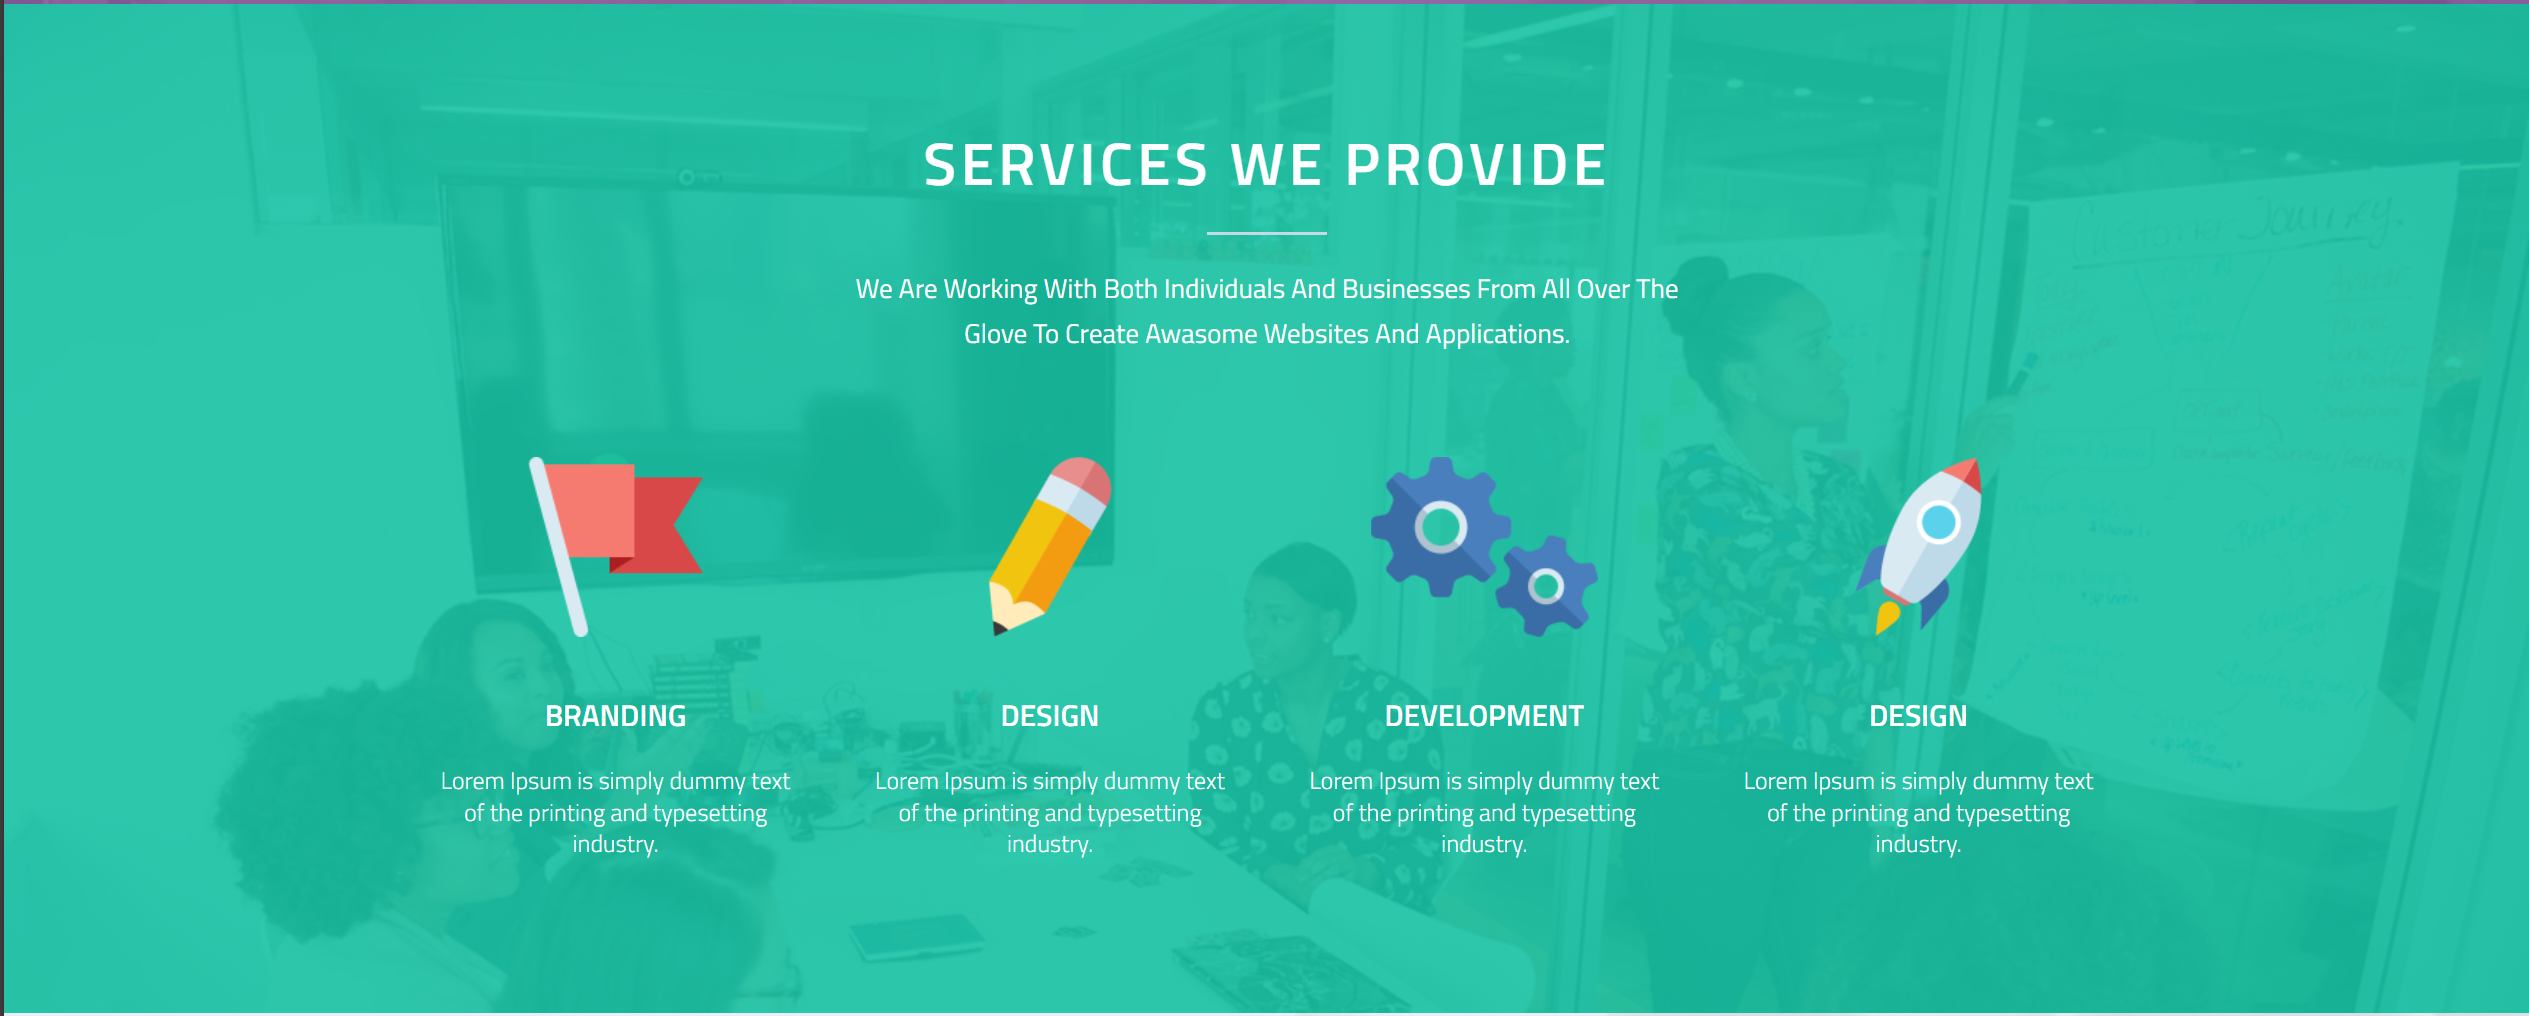 SERVICES WE PROVIDE
We Are Working With Both Individuals And Businesses From All Over The
Glove To Create Awasome Websites And Applications.
Customer Journey.
BRANDING
Lorem Ipsum is simply dummy text
of the printing and typesetting
industry.
DESIGN
Lorem Ipsum is simply dummy text
of the printing and typesetting
industry.
DEVELOPMENT
Lorem Ipsum is simply dummy text
of the printing and typesetting
industry.
DESIGN
Lorem Ipsum is simply dummy text
of the printing and typesetting
industry.